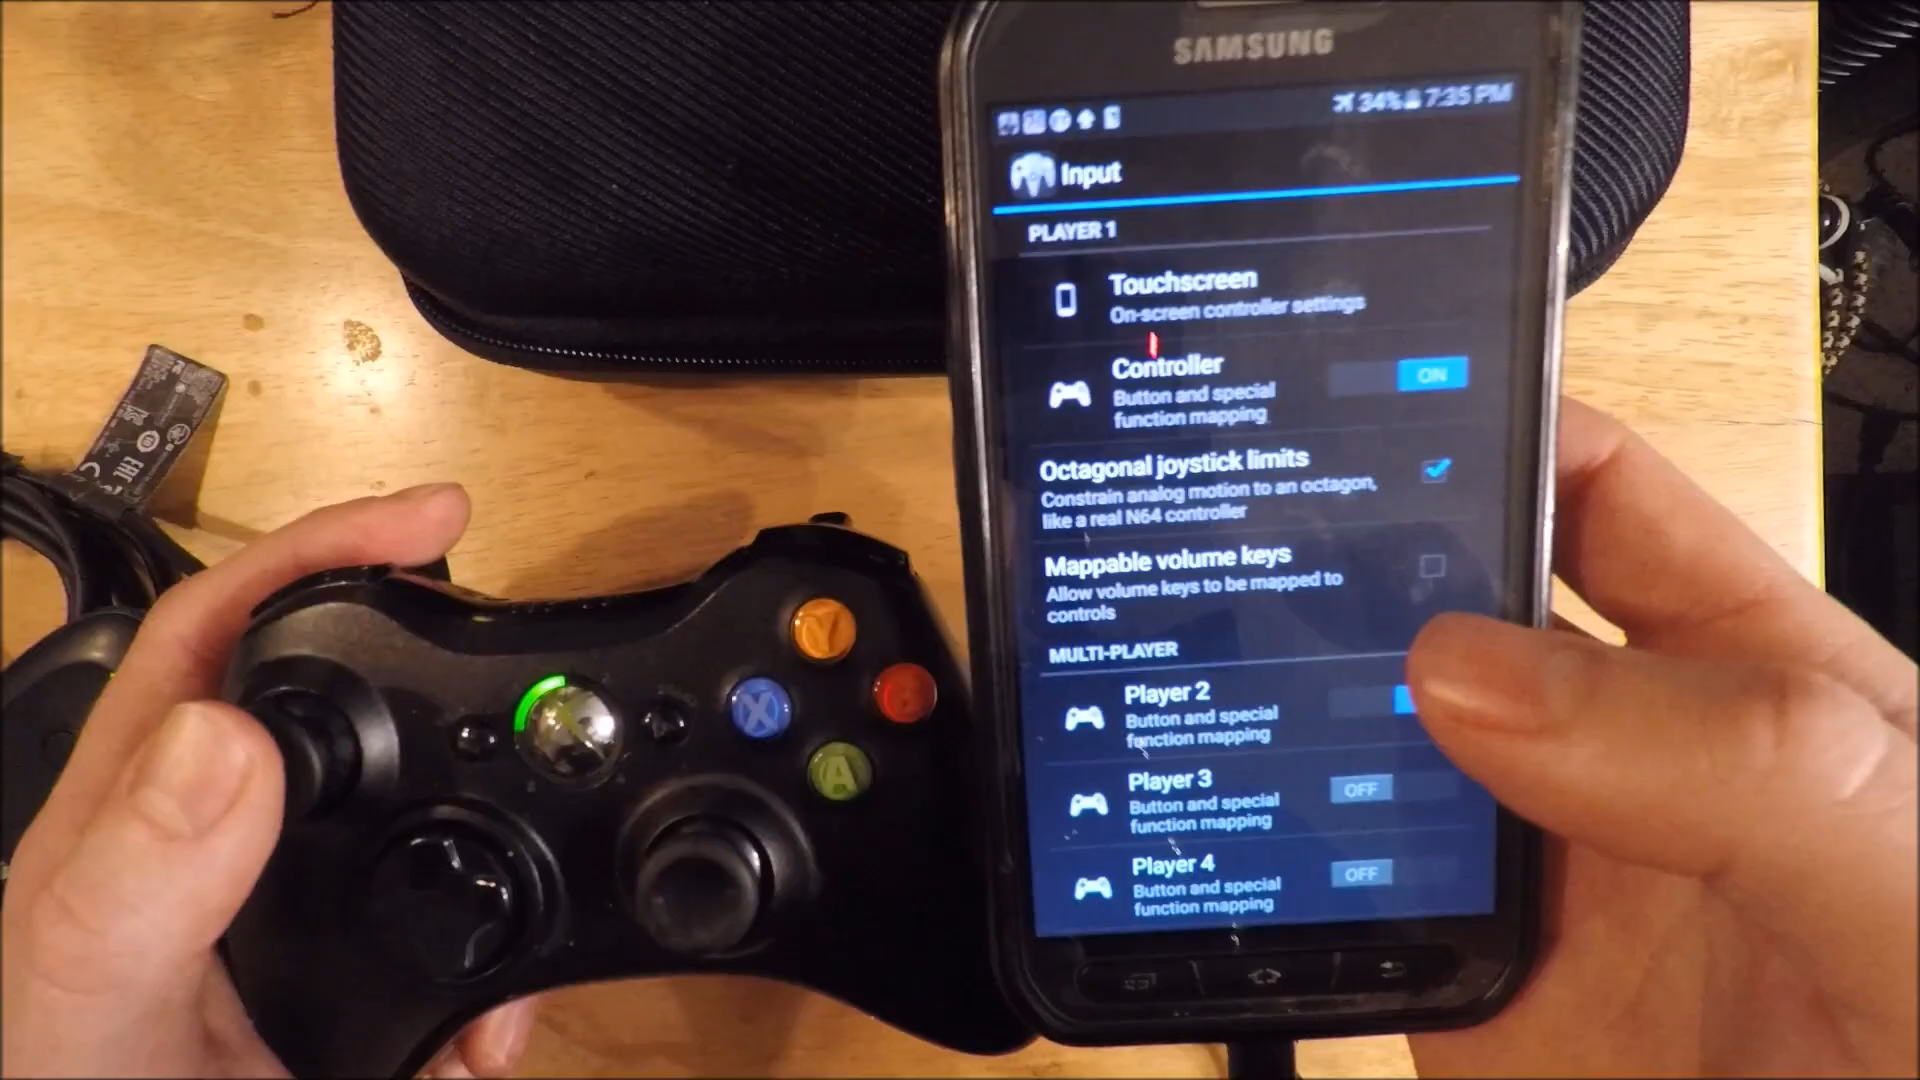 SAMSUNG
34% 7:35 PM
Input
PLAYER 1
Touchscreen
On-screen controller settings
Controller
Button and special
function mapping
ON
Octagonal joystick limits
Constrain analog motion to an octagon,
like a real N64 controller
Mappable volume keys
Allow volume keys to be mapped to
controls
MULTI-PLAYER
Player 2
Button and special
function mapping
Player 3
Button and special
function mapping
OFF
Player 4
Button and special
function mapping
OFF
Y
X
B
A
EAC
CE